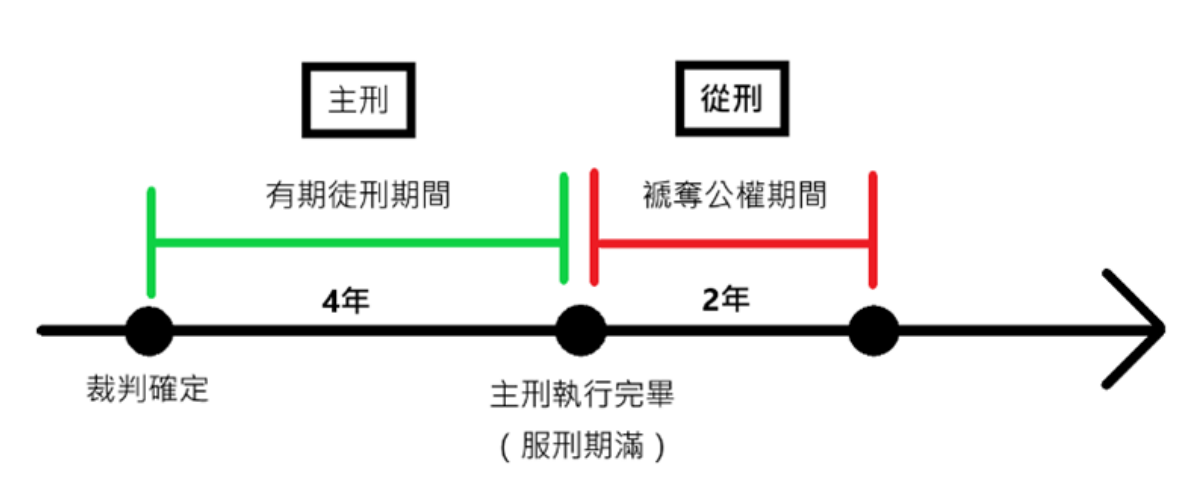 主刑
從刑
有期徒刑期間
褫奪公權期間
4年
2年
裁判確定
主刑執行完畢
（服刑期滿）